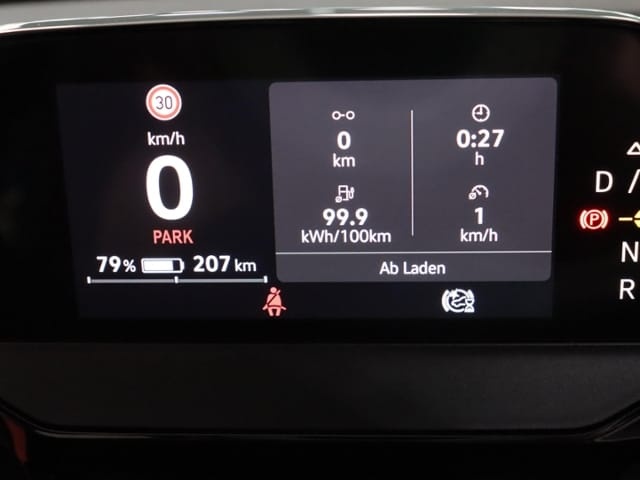 30
km/h
0
PARK
79% 207 km
0
km
0:27
h
99.9
kWh/100km
1
km/h
Ab Laden
D /
P
N
R